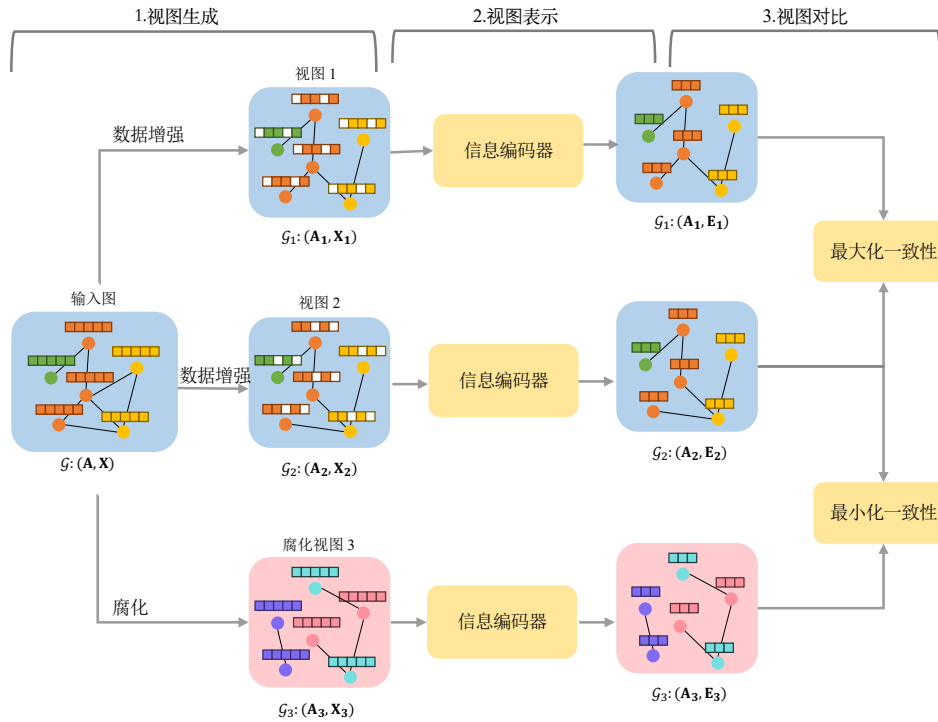 1.视图生成
2.视图表示
3.视图对比
视图 1
数据增强
信息编码器
𝒢₁: (A₁, X₁)
𝒢₁: (A₁, E₁)
最大化一致性
输入图
视图 2
数据增强
信息编码器
𝒢: (A, X)
𝒢₂: (A₂, X₂)
𝒢₂: (A₂, E₂)
最小化一致性
腐化视图 3
腐化
信息编码器
𝒢₃: (A₃, X₃)
𝒢₃: (A₃, E₃)